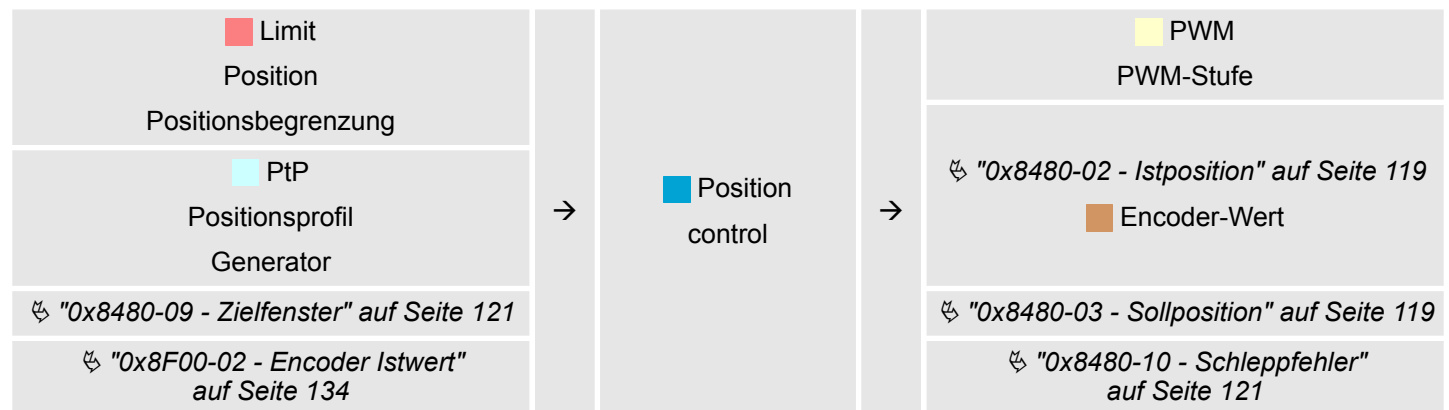 Limit
Position
Positionsbegrenzung
PtP
Positionsprofil
Generator
"0x8480-09 - Zielfenster" auf Seite 121
"0x8F00-02 - Encoder Istwert"
auf Seite 134
→
Position
control
→
PWM
PWM-Stufe
"0x8480-02 - Istposition" auf Seite 119
Encoder-Wert
"0x8480-03 - Sollposition" auf Seite 119
"0x8480-10 - Schleppfehler"
auf Seite 121